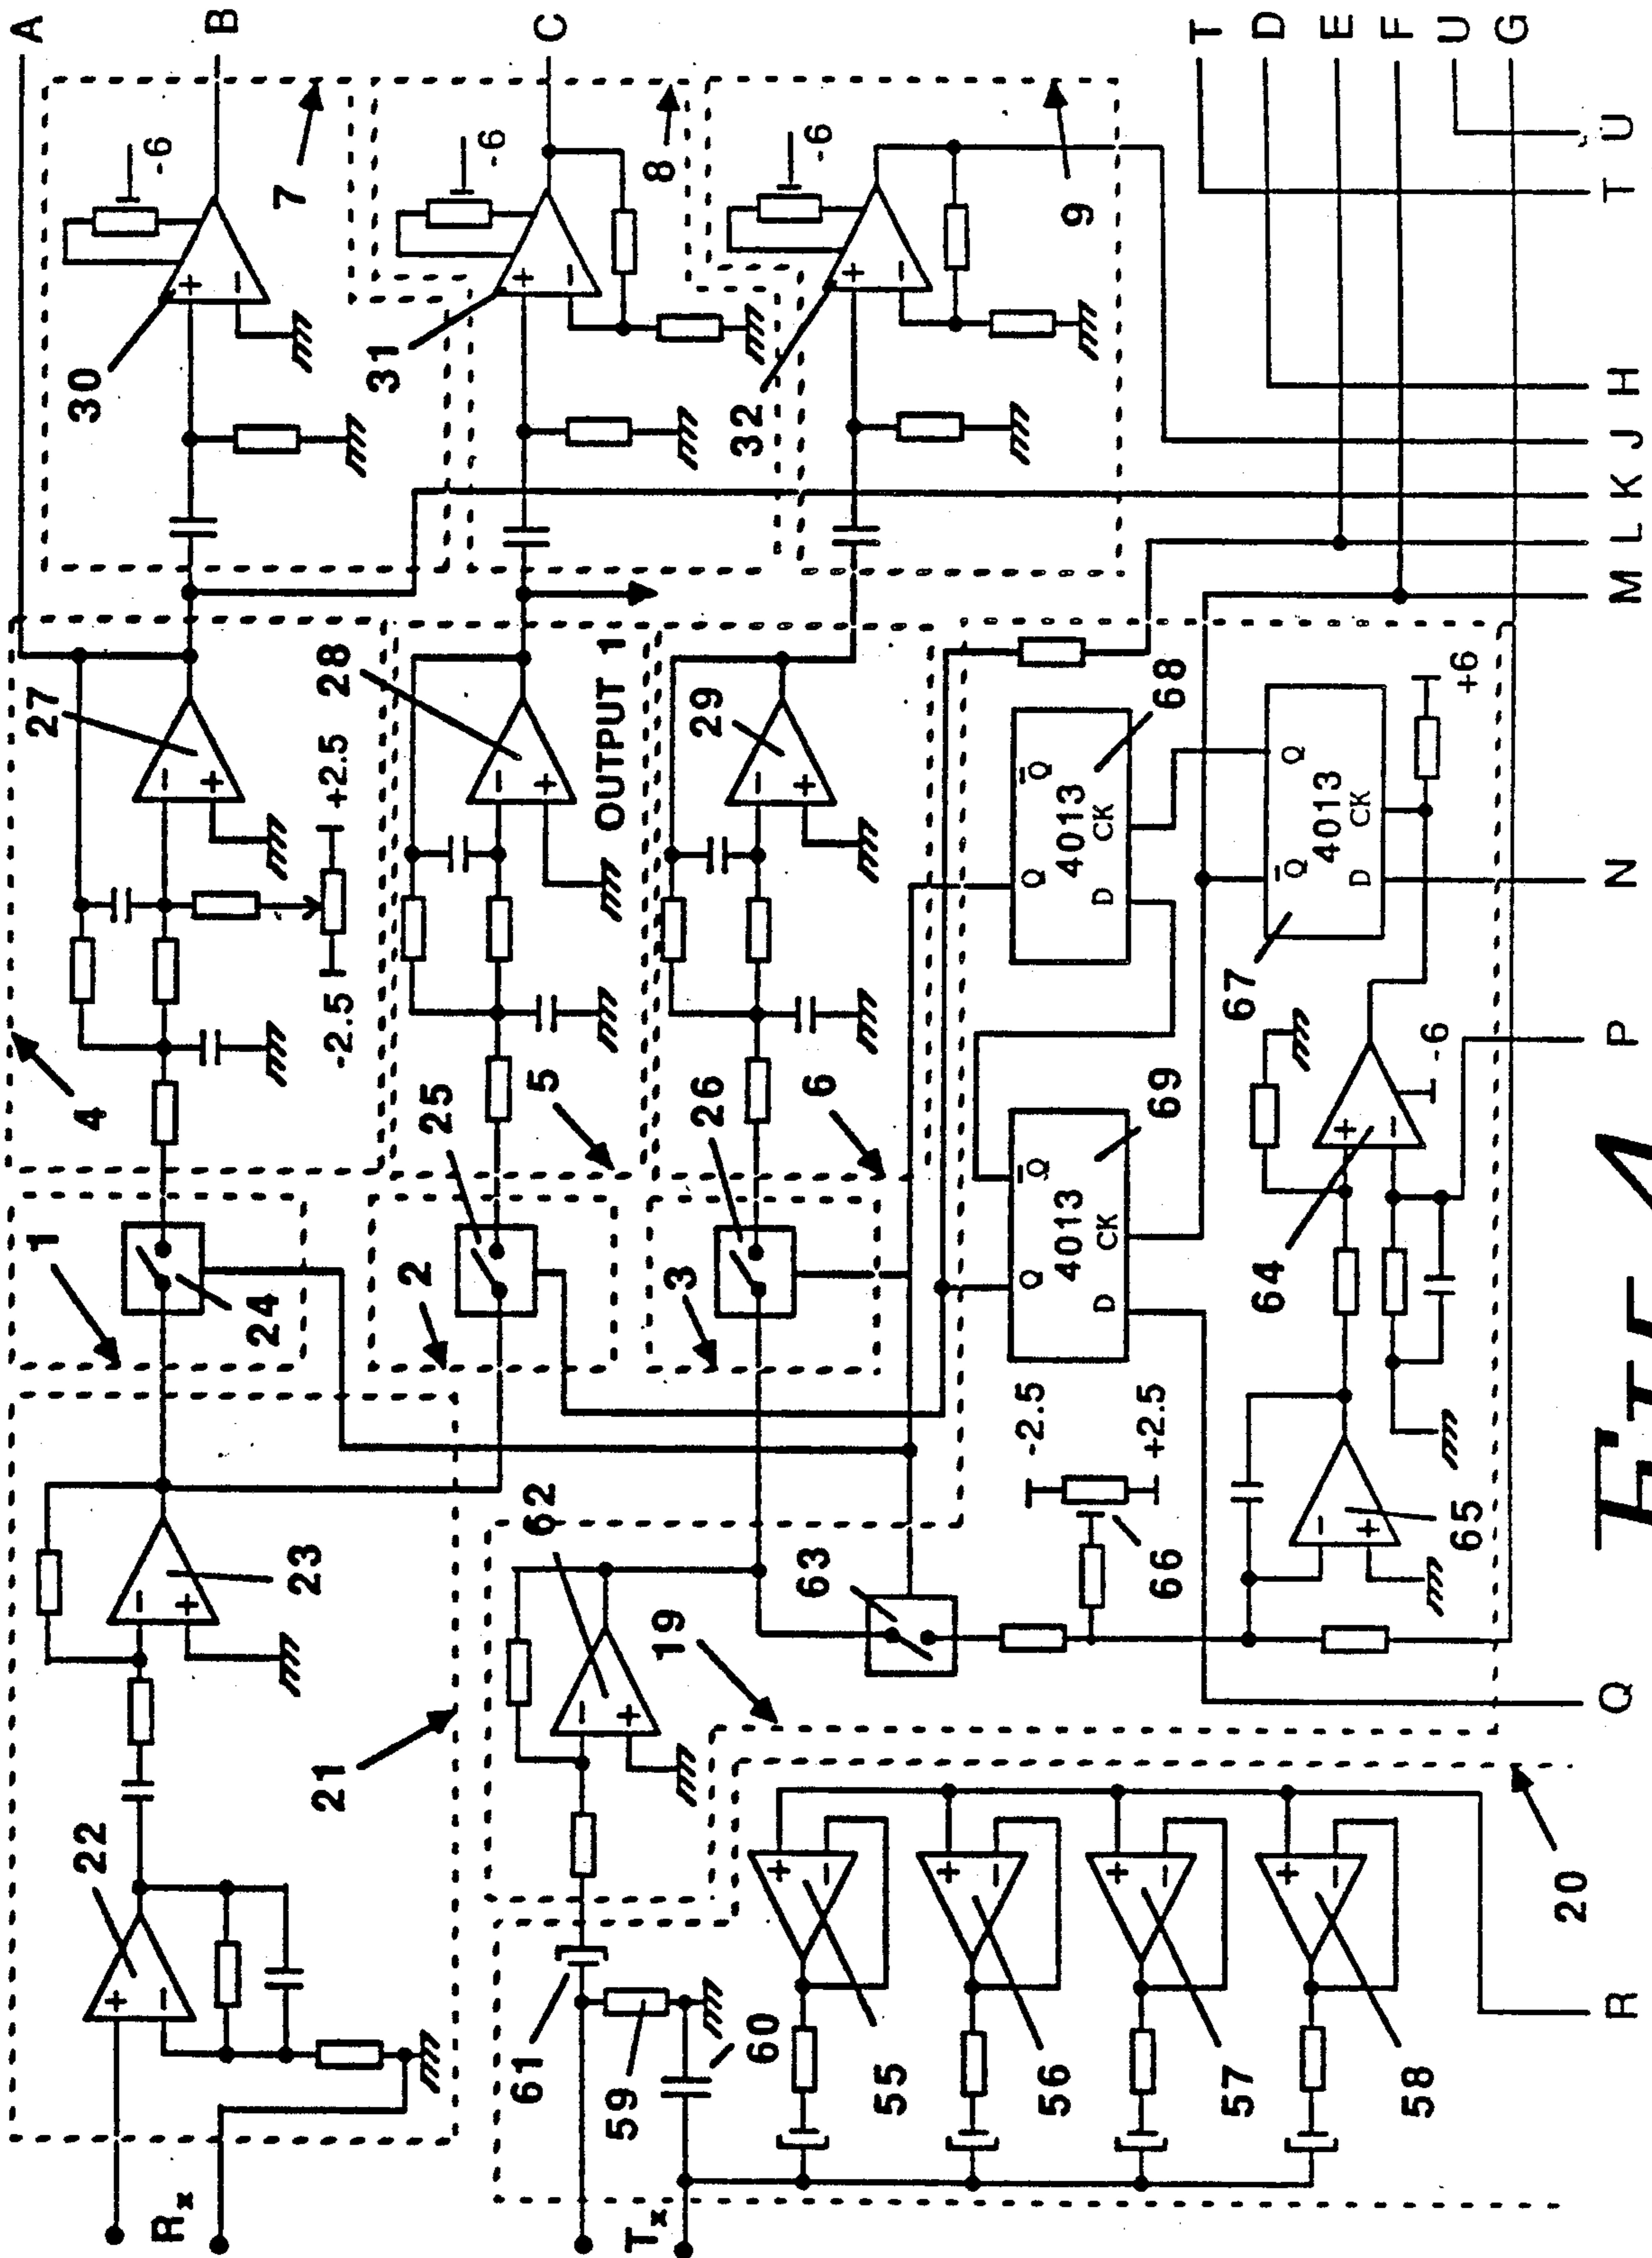 A
B
C
T
D
E
F
U
G
30
-6
7
31
-6
8
32
-6
9
27
+2.5
-2.5
4
28
OUTPUT 1
25
5
29
26
6
1
24
2
3
23
22
21
Rx
62
63
19
61
59
60
Tx
55
56
57
58
20
-2.5
+2.5
66
65
64
-6
+6
67
68
69
Q
Q̅
4013
D
CK
Q
Q̅
4013
D
CK
Q̅
Q
4013
D
CK
+
−
−
+
−
+
−
+
−
+
+
−
+
−
+
−
−
+
+
−
+
−
+
−
+
−
−
+
+
−
R
Q
P
N
M
L
K
J
H
T
U